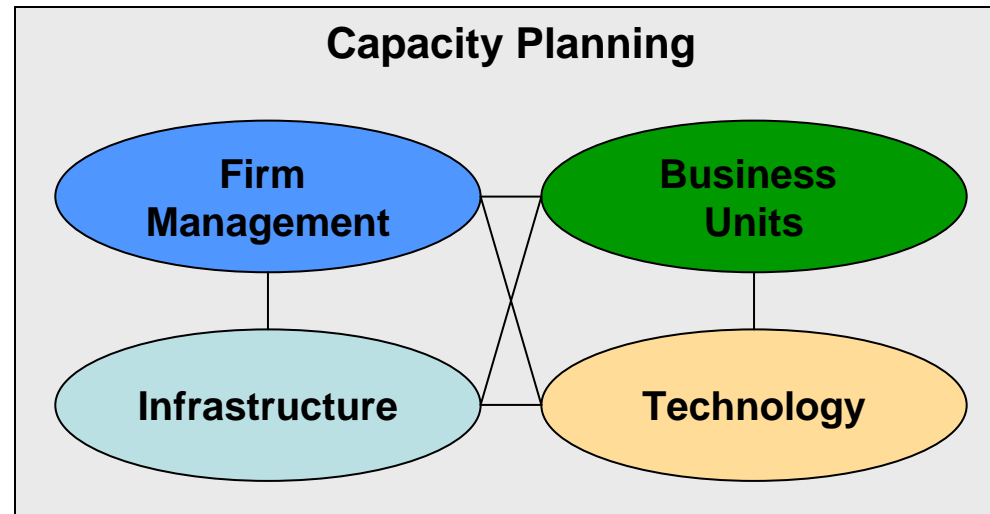 Capacity Planning
Firm
Management
Business
Units
Infrastructure
Technology